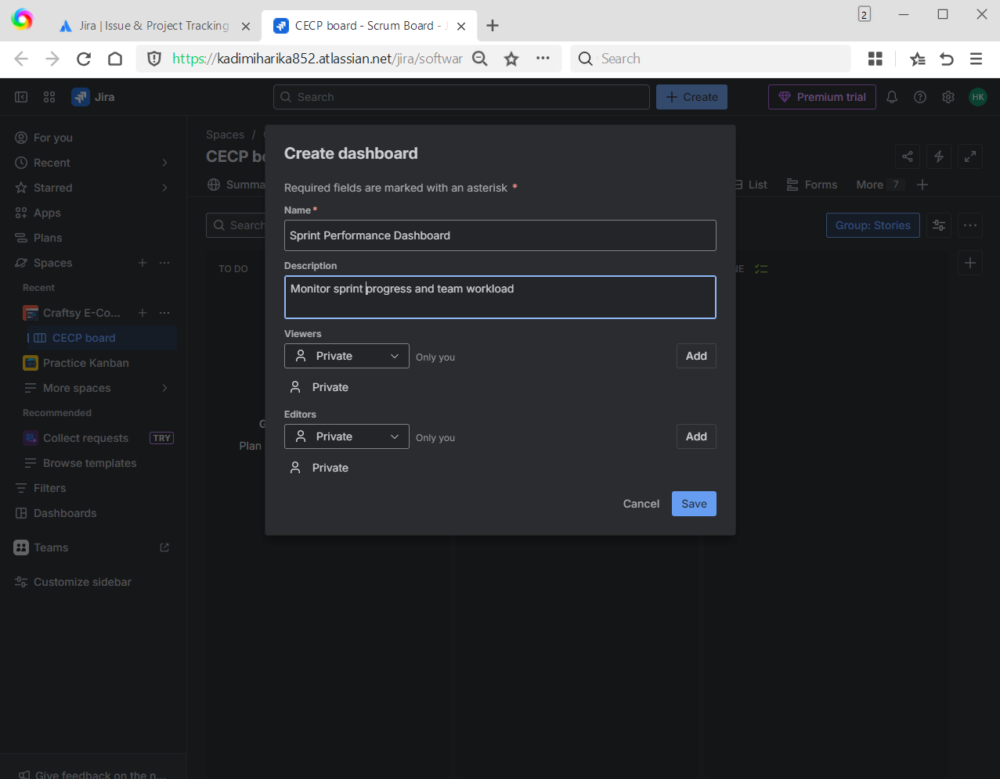 Jira | Issue & Project Tracking
CECP board - Scrum Board -
2
https://kadimiharika852.atlassian.net/jira/softwar
Search
Jira
Search
Create
Premium trial
HK
For you
Recent
Starred
Apps
Plans
Spaces
Recent
Craftsy E-Co...
CECP board
Practice Kanban
More spaces
Recommended
Collect requests
TRY
Browse templates
Filters
Dashboards
Teams
Customize sidebar
Give feedback on the n...
Spaces /
CECP
Search
TO DO
Plan
List
Forms
More 7
Group: Stories
Create dashboard
Required fields are marked with an asterisk *
Name *
Sprint Performance Dashboard
Description
Monitor sprint progress and team workload
Viewers
Private
Only you
Add
Private
Editors
Private
Only you
Add
Private
Cancel
Save